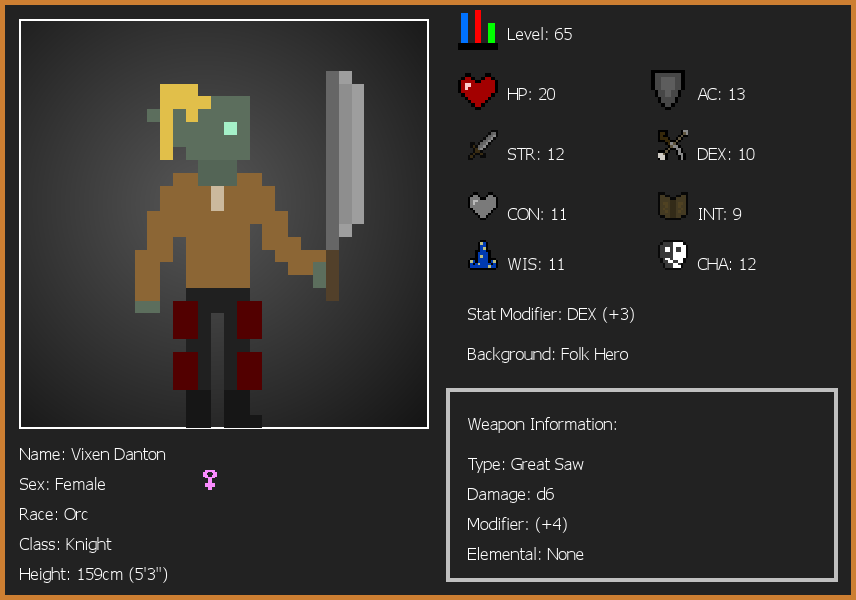 Level: 65
HP: 20
AC: 13
STR: 12
DEX: 10
CON: 11
INT: 9
WIS: 11
CHA: 12
Stat Modifier: DEX (+3)
Background: Folk Hero
Weapon Information:
Type: Great Saw
Damage: d6
Modifier: (+4)
Elemental: None
Name: Vixen Danton
Sex: Female
Race: Orc
Class: Knight
Height: 159cm (5'3")